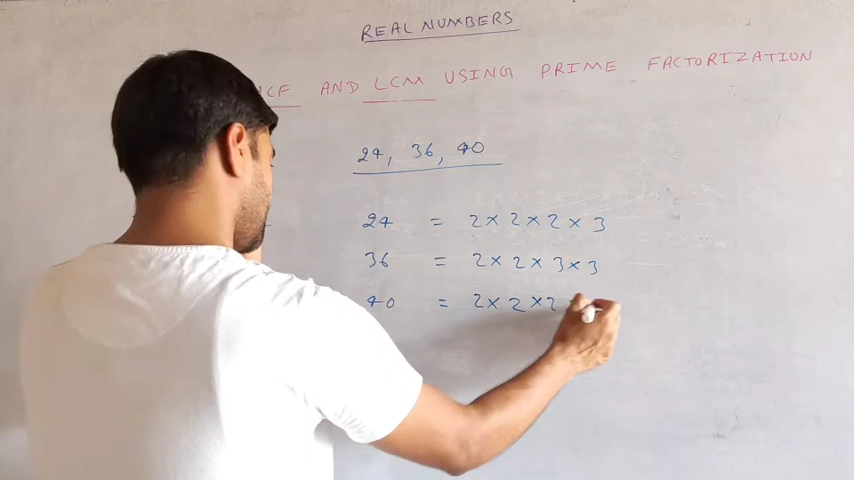 REAL NUMBERS
AND LCM USING PRIME FACTORIZATION
24, 36, 40
24 = 2 × 2 × 2 × 3
36 = 2 × 2 × 3 × 3
40 = 2 × 2 × 2